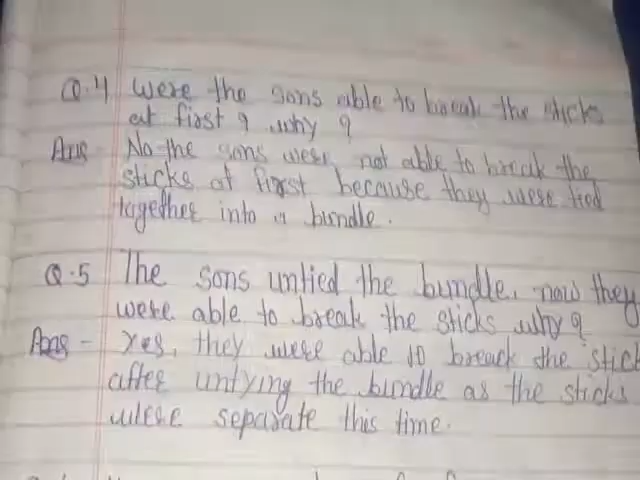 Q.4 Were the sons able to break the sticks
at first ? why ?
Ans - No the sons were not able to break the
sticks at first because they were tied
together into a bundle.
Q.5 The sons untied the bundle, now they
were able to break the sticks why ?
Ans - Yes, they were able to breack the stick
after untying the bundle as the sticks
were separate this time.